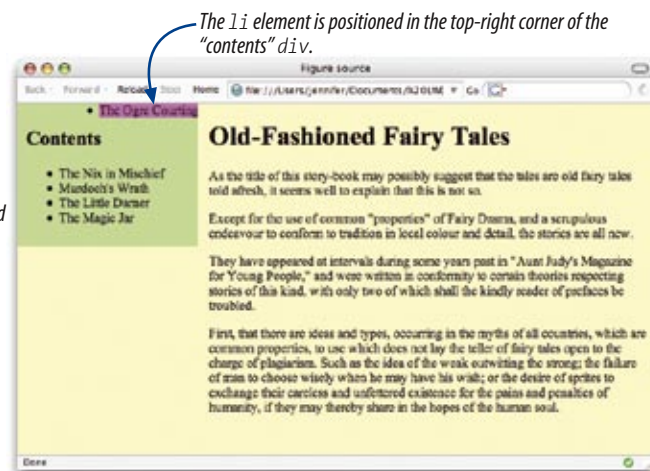 The li element is positioned in the top-right corner of the
"contents" div.
Figure source
Back Forward Reload Stop Home file:///Users/jennifer/Documents/ Go
• The Ogre Courting
Contents
• The Nix in Mischief
• Murdoch's Wrath
• The Little Darner
• The Magic Jar
Old-Fashioned Fairy Tales
As the title of this story-book may possibly suggest that the tales are old fairy tales
told afresh, it seems well to explain that this is not so.
Except for the use of common "properties" of Fairy Drama, and a scrupulous
endeavour to conform to tradition in local colour and detail, the stories are all new.
They have appeared at intervals during some years past in "Aunt Judy's Magazine
for Young People," and were written in conformity to certain theories respecting
stories of this kind, with only two of which shall the kindly reader of prefaces be
troubled.
First, that there are ideas and types, occurring in the myths of all countries, which are
common properties, to use which does not lay the teller of fairy tales open to the
charge of plagiarism. Such as the idea of the weak outwitting the strong; the failure
of man to choose wisely when he may have his wish; or the desire of sprites to
exchange their careless and unfettered existence for the pains and penalties of
humanity, if they may thereby share in the hopes of the human soul.
Done